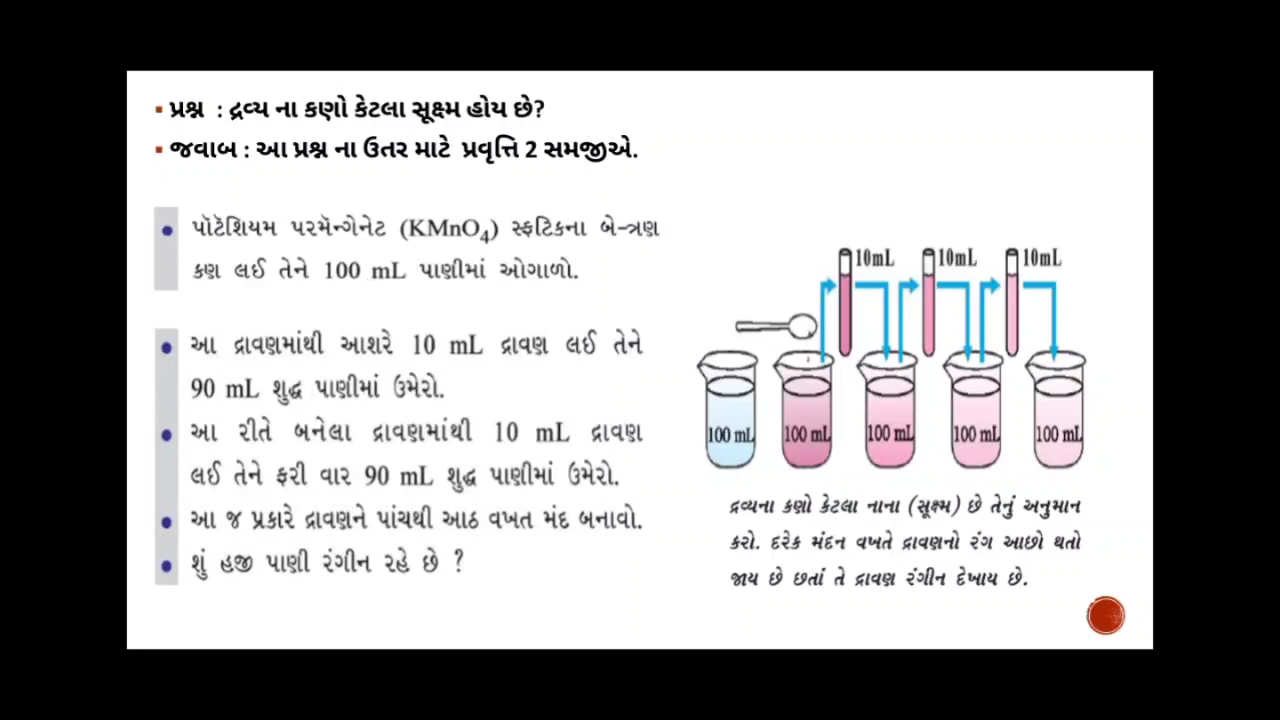 પ્રશ્ન : દ્રવ્ય ના કણો કેટલા સૂક્ષ્મ હોય છે?
જવાબ : આ પ્રશ્ન ના ઉતર માટે પ્રવૃત્તિ 2 સમજીએ.
પૉટૅશિયમ પરમૅન્ગેનેટ (KMnO₄) સ્ફટિકના બે-ત્રણ
કણ લઈ તેને 100 mL પાણીમાં ઓગાળો.
આ દ્રાવણમાંથી આશરે 10 mL દ્રાવણ લઈ તેને
90 mL શુદ્ધ પાણીમાં ઉમેરો.
આ રીતે બનેલા દ્રાવણમાંથી 10 mL દ્રાવણ
લઈ તેને ફરી વાર 90 mL શુદ્ધ પાણીમાં ઉમેરો.
આ જ પ્રકારે દ્રાવણને પાંચથી આઠ વખત મંદ બનાવો.
શું હજી પાણી રંગીન રહે છે ?
10mL 10mL 10mL
100 mL 100 mL 100 mL 100 mL 100 mL
દ્રવ્યના કણો કેટલા નાના (સૂક્ષ્મ) છે તેનું અનુમાન
કરો. દરેક મંદન વખતે દ્રાવણનો રંગ આછો થતો
જાય છે છતાં તે દ્રાવણ રંગીન દેખાય છે.